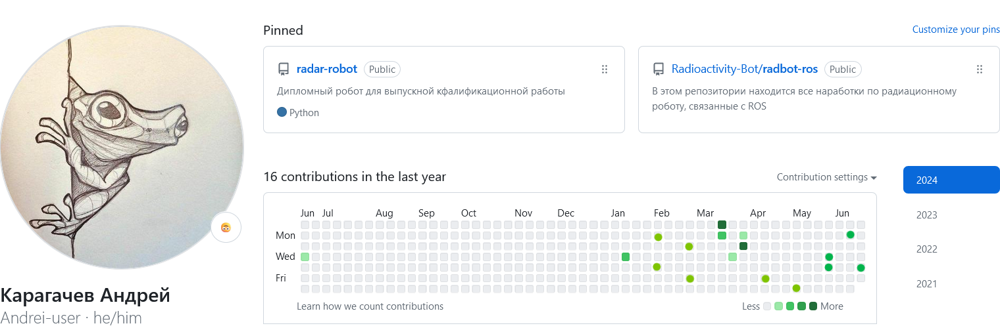 Pinned
Customize your pins
radar-robot Public
Дипломный робот для выпускной кфалификационной работы
Python
Radioactivity-Bot/radbot-ros Public
В этом репозитории находится все наработки по радиационному
роботу, связанные с ROS
16 contributions in the last year
Contribution settings
2024
2023
2022
2021
Jun Jul Aug Sep Oct Nov Dec Jan Feb Mar Apr May Jun
Mon
Wed
Fri
Learn how we count contributions
Less More
Карагачев Андрей
Andrei-user · he/him